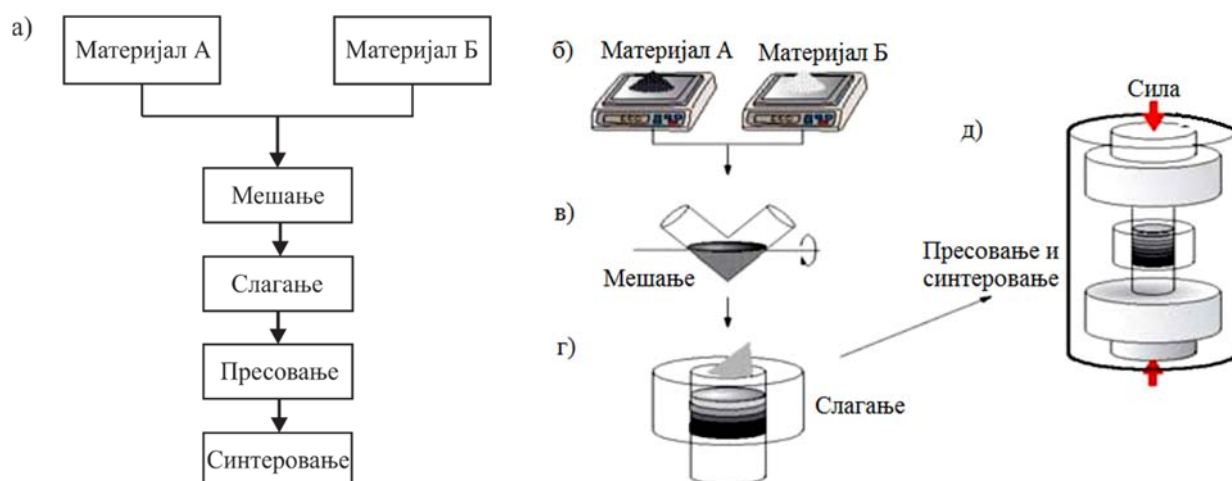 а)
Материјал А
Материјал Б
Мешање
Слагање
Пресовање
Синтеровање
б)
Материјал А
Материјал Б
в)
Мешање
г)
Слагање
д)
Сила
Пресовање и
синтеровање